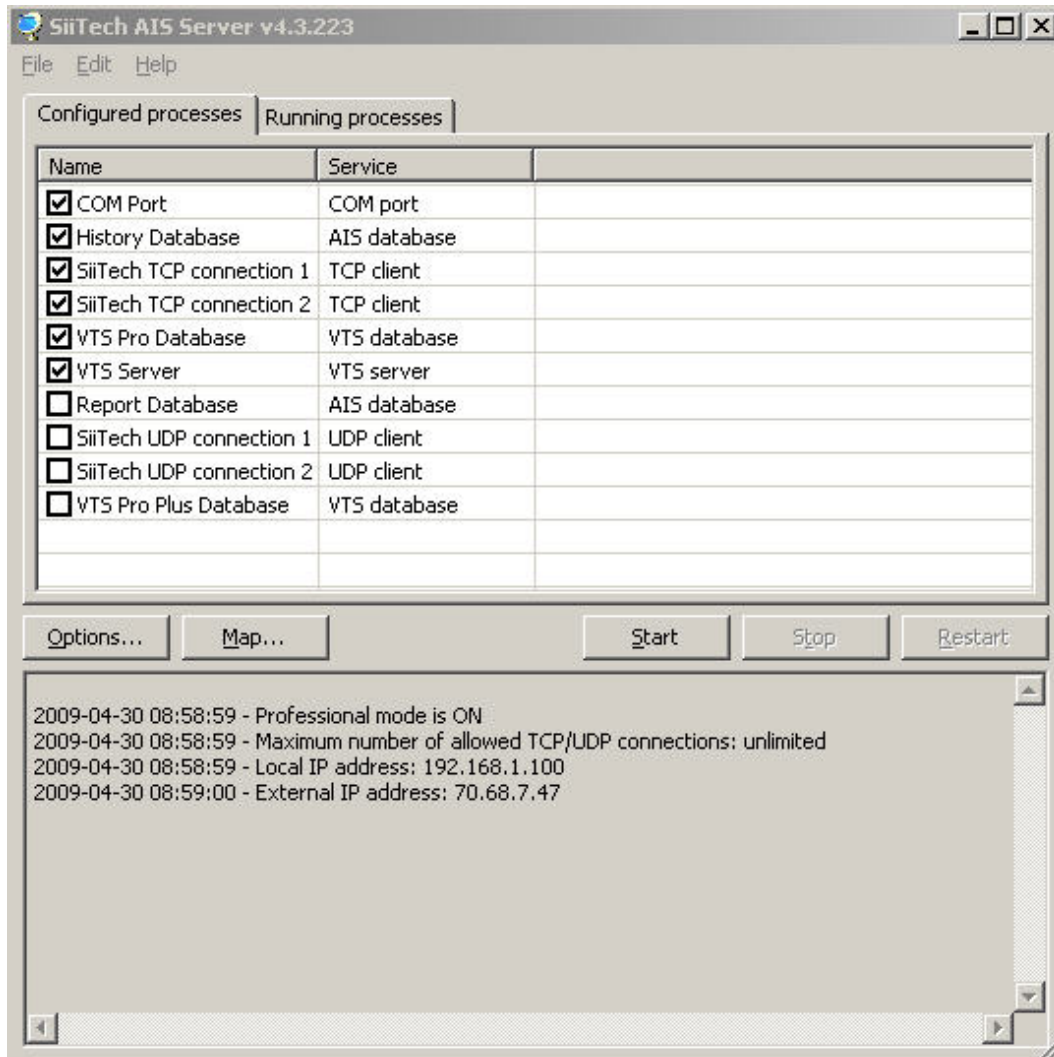 SiiTech AIS Server v4.3.223
File Edit Help
Configured processes Running processes
Name Service
COM Port COM port
History Database AIS database
SiiTech TCP connection 1 TCP client
SiiTech TCP connection 2 TCP client
VTS Pro Database VTS database
VTS Server VTS server
Report Database AIS database
SiiTech UDP connection 1 UDP client
SiiTech UDP connection 2 UDP client
VTS Pro Plus Database VTS database
Options... Map... Start Stop Restart
2009-04-30 08:58:59 - Professional mode is ON
2009-04-30 08:58:59 - Maximum number of allowed TCP/UDP connections: unlimited
2009-04-30 08:58:59 - Local IP address: 192.168.1.100
2009-04-30 08:59:00 - External IP address: 70.68.7.47